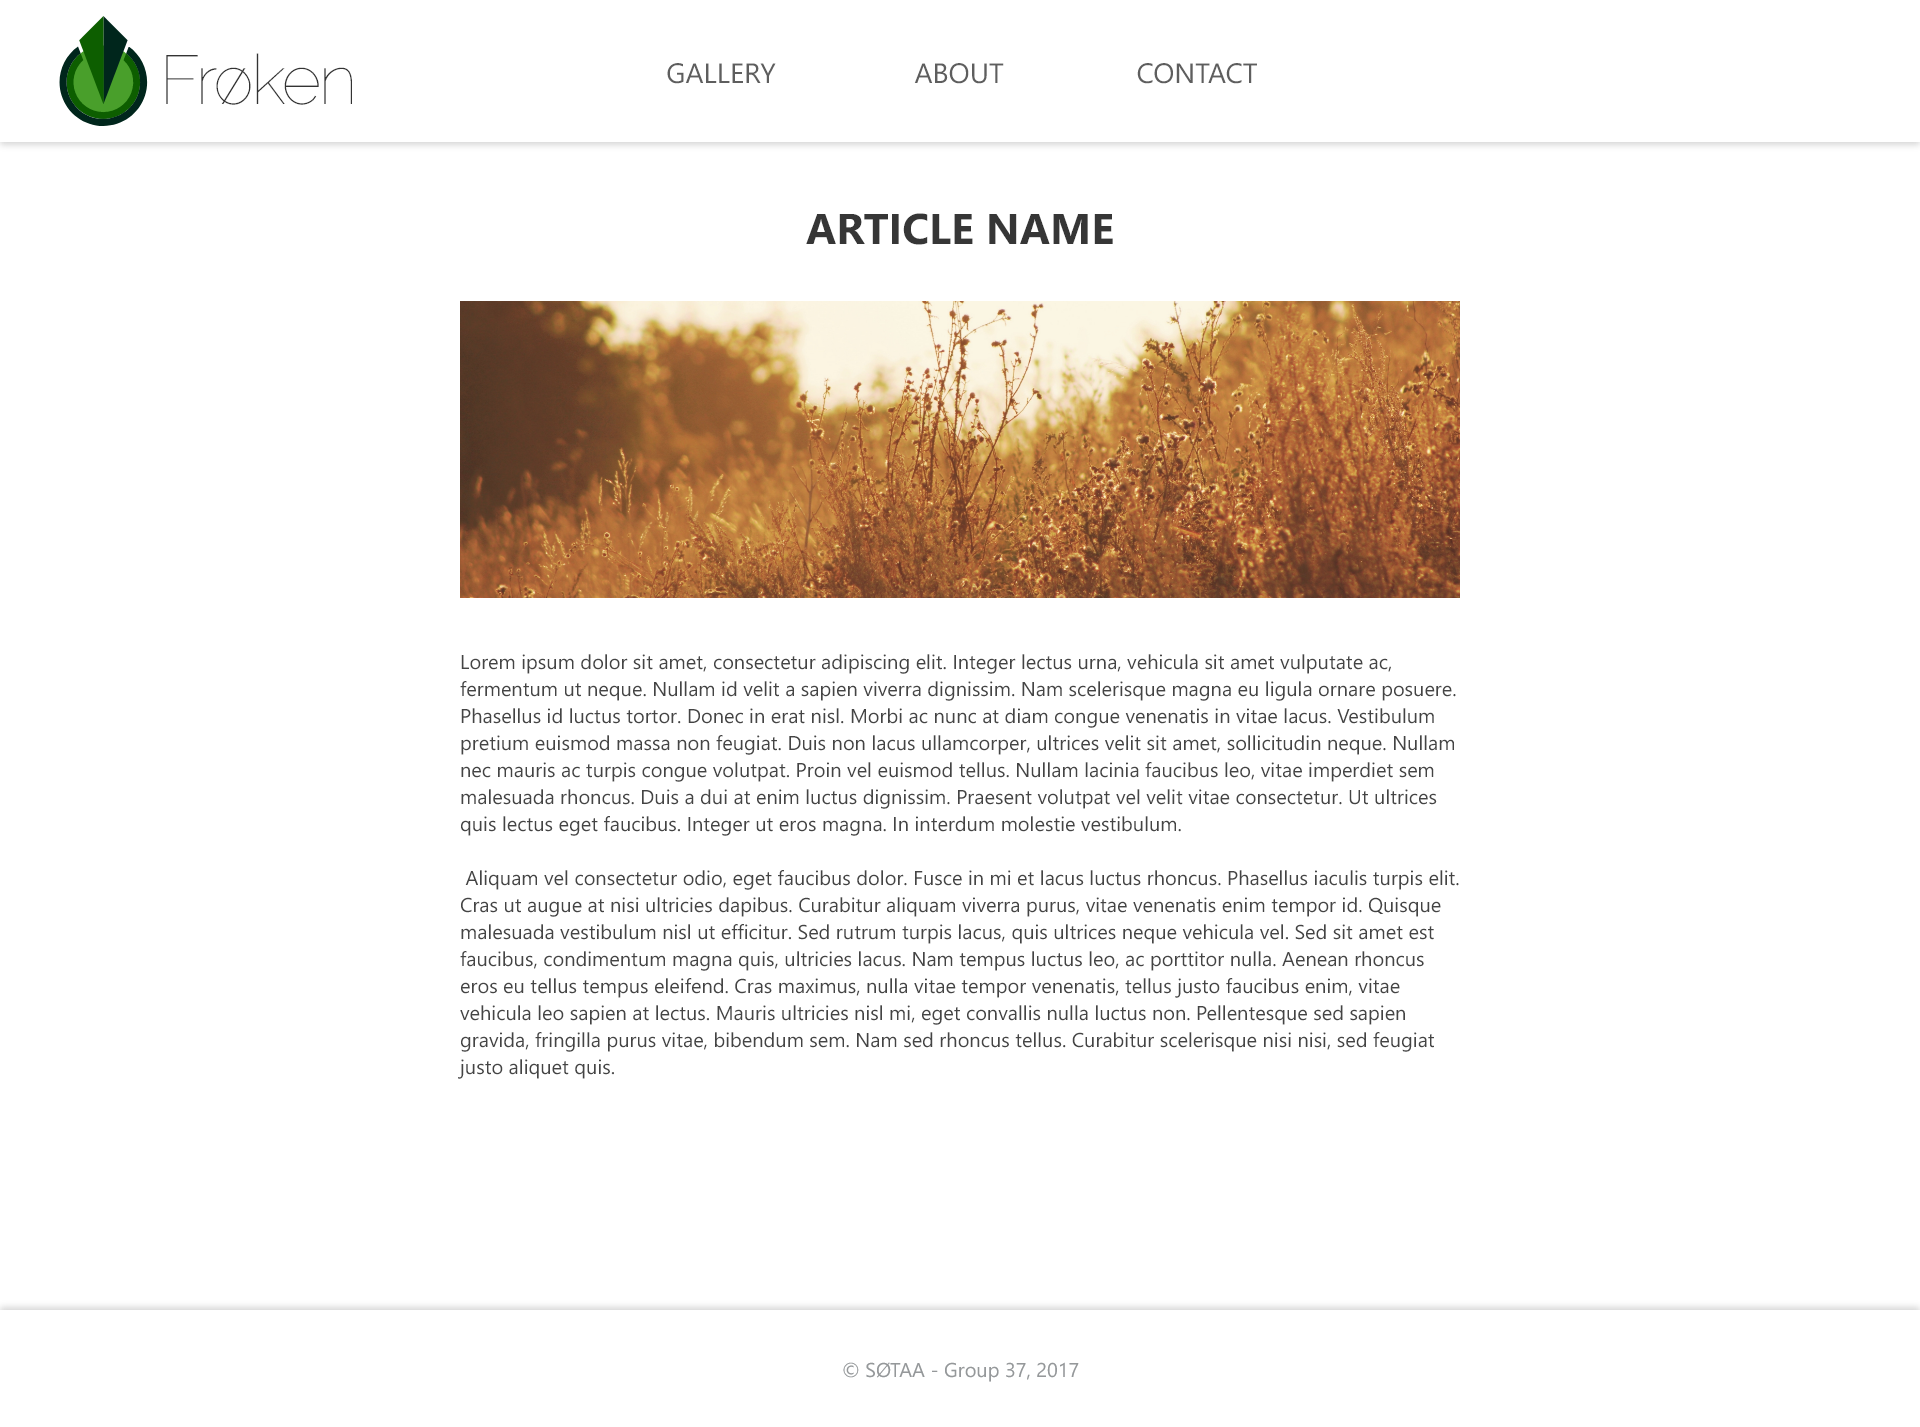 Frøken
GALLERY
ABOUT
CONTACT
ARTICLE NAME
Lorem ipsum dolor sit amet, consectetur adipiscing elit. Integer lectus urna, vehicula sit amet vulputate ac,
fermentum ut neque. Nullam id velit a sapien viverra dignissim. Nam scelerisque magna eu ligula ornare posuere.
Phasellus id luctus tortor. Donec in erat nisl. Morbi ac nunc at diam congue venenatis in vitae lacus. Vestibulum
pretium euismod massa non feugiat. Duis non lacus ullamcorper, ultrices velit sit amet, sollicitudin neque. Nullam
nec mauris ac turpis congue volutpat. Proin vel euismod tellus. Nullam lacinia faucibus leo, vitae imperdiet sem
malesuada rhoncus. Duis a dui at enim luctus dignissim. Praesent volutpat vel velit vitae consectetur. Ut ultrices
quis lectus eget faucibus. Integer ut eros magna. In interdum molestie vestibulum.
Aliquam vel consectetur odio, eget faucibus dolor. Fusce in mi et lacus luctus rhoncus. Phasellus iaculis turpis elit.
Cras ut augue at nisi ultricies dapibus. Curabitur aliquam viverra purus, vitae venenatis enim tempor id. Quisque
malesuada vestibulum nisl ut efficitur. Sed rutrum turpis lacus, quis ultrices neque vehicula vel. Sed sit amet est
faucibus, condimentum magna quis, ultricies lacus. Nam tempus luctus leo, ac porttitor nulla. Aenean rhoncus
eros eu tellus tempus eleifend. Cras maximus, nulla vitae tempor venenatis, tellus justo faucibus enim, vitae
vehicula leo sapien at lectus. Mauris ultricies nisl mi, eget convallis nulla luctus non. Pellentesque sed sapien
gravida, fringilla purus vitae, bibendum sem. Nam sed rhoncus tellus. Curabitur scelerisque nisi nisi, sed feugiat
justo aliquet quis.
© SØTAA - Group 37, 2017